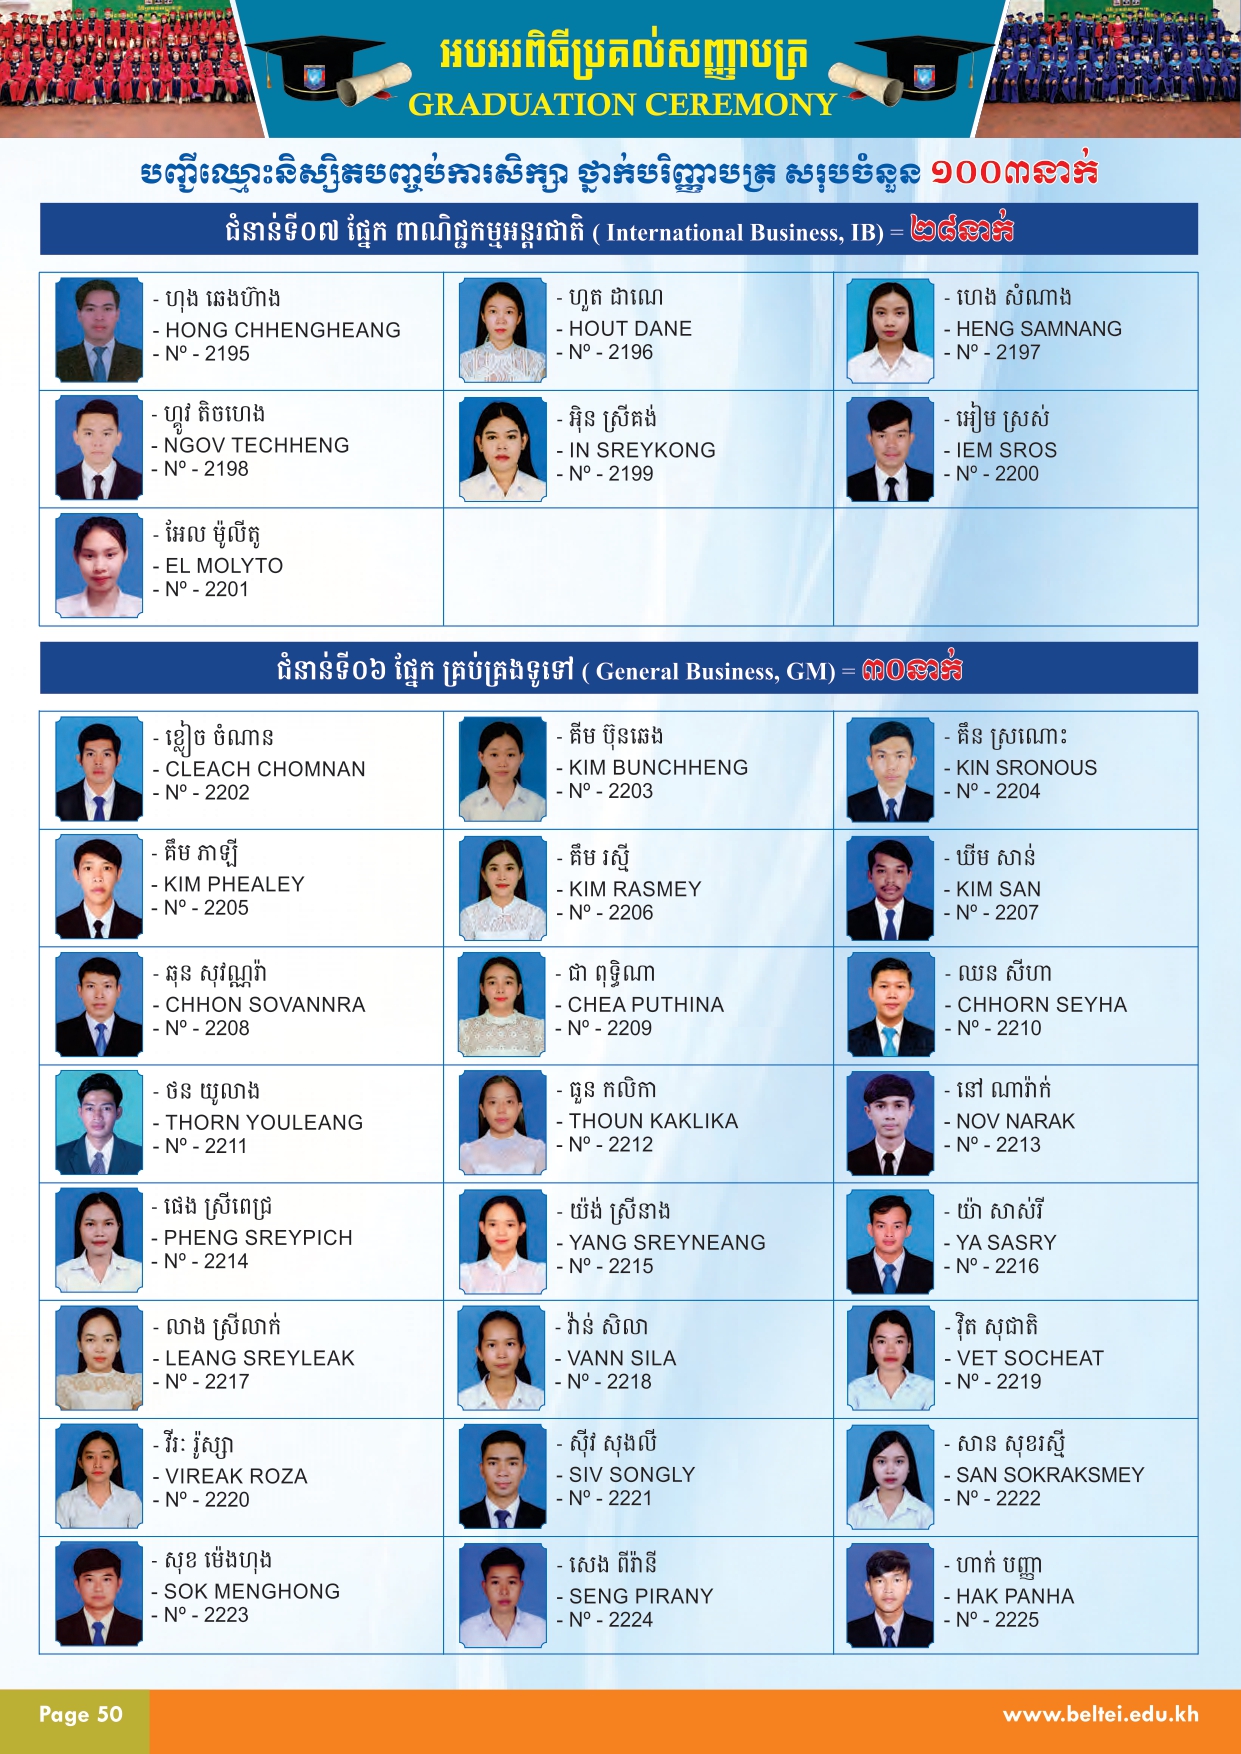 អបអរពិធីប្រគល់សញ្ញាបត្រ
GRADUATION CEREMONY
បញ្ជីឈ្មោះនិស្សិតបញ្ចប់ការសិក្សា ថ្នាក់បរិញ្ញាបត្រ សរុបចំនួន ១០០៣នាក់
ជំនាន់ទី០៧ ផ្នែក ពាណិជ្ជកម្មអន្តរជាតិ ( International Business, IB) = ២៨នាក់
- ហុង ឆេងហ៊ាង
- HONG CHHENGHEANG
- Nº - 2195
- ហួត ដាណេ
- HOUT DANE
- Nº - 2196
- ហេង សំណាង
- HENG SAMNANG
- Nº - 2197
- ហ្គូវ តិចហេង
- NGOV TECHHENG
- Nº - 2198
- អ៊ិន ស្រីគង់
- IN SREYKONG
- Nº - 2199
- អៀម ស្រស់
- IEM SROS
- Nº - 2200
- អែល ម៉ូលីតូ
- EL MOLYTO
- Nº - 2201
ជំនាន់ទី០៦ ផ្នែក គ្រប់គ្រងទូទៅ ( General Business, GM) = ៣០នាក់
- ខ្លៀច ចំណាន
- CLEACH CHOMNAN
- Nº - 2202
- គីម ប៊ុនឆេង
- KIM BUNCHHENG
- Nº - 2203
- គឹន ស្រណោះ
- KIN SRONOUS
- Nº - 2204
- គឹម ភាឡី
- KIM PHEALEY
- Nº - 2205
- គឹម រស្មី
- KIM RASMEY
- Nº - 2206
- ឃីម សាន់
- KIM SAN
- Nº - 2207
- ឆុន សុវណ្ណរ៉ា
- CHHON SOVANNRA
- Nº - 2208
- ជា ពុទ្ធិណា
- CHEA PUTHINA
- Nº - 2209
- ឈន សីហា
- CHHORN SEYHA
- Nº - 2210
- ថន យូលាង
- THORN YOULEANG
- Nº - 2211
- ធួន កលិកា
- THOUN KAKLIKA
- Nº - 2212
- នៅ ណារ៉ាក់
- NOV NARAK
- Nº - 2213
- ផេង ស្រីពេជ្រ
- PHENG SREYPICH
- Nº - 2214
- យ៉ង់ ស្រីនាង
- YANG SREYNEANG
- Nº - 2215
- យ៉ា សាស់រី
- YA SASRY
- Nº - 2216
- លាង ស្រីលាក់
- LEANG SREYLEAK
- Nº - 2217
- វ៉ាន់ សិលា
- VANN SILA
- Nº - 2218
- វ៉ិត សុជាតិ
- VET SOCHEAT
- Nº - 2219
- វីរៈ រ៉ូស្សា
- VIREAK ROZA
- Nº - 2220
- ស៊ីវ សុងលី
- SIV SONGLY
- Nº - 2221
- សាន សុខរស្មី
- SAN SOKRAKSMEY
- Nº - 2222
- សុខ ម៉េងហុង
- SOK MENGHONG
- Nº - 2223
- សេង ពីរ៉ានី
- SENG PIRANY
- Nº - 2224
- ហាក់ បញ្ញា
- HAK PANHA
- Nº - 2225
Page 50
www.beltei.edu.kh